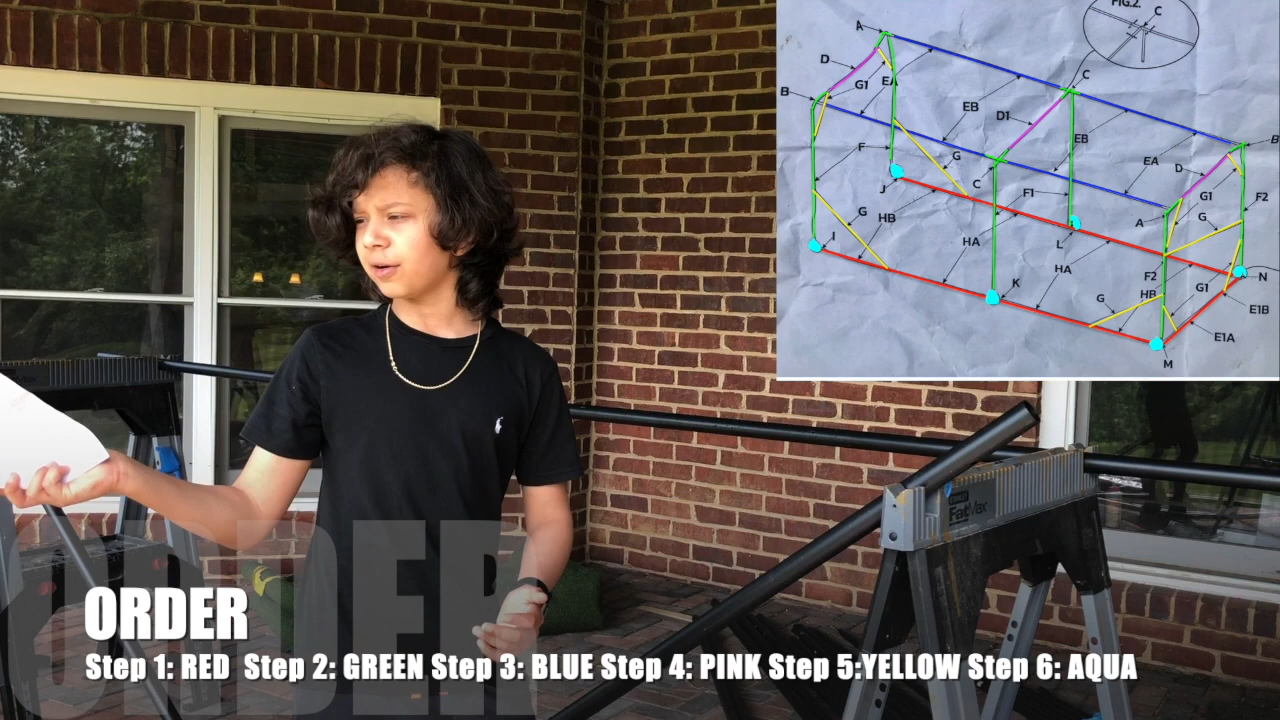 FIG.2.
C
A
D
G1
EA
B
C
EB
D1
EB
B
F
G
EA
D
J
C
F1
G1
F2
G
HB
A
G
I
HA
L
HA
F2
N
K
HB
G1
G
E1B
E1A
M
FatMax
ORDER
ORDER
Step 1: RED Step 2: GREEN Step 3: BLUE Step 4: PINK Step 5:YELLOW Step 6: AQUA